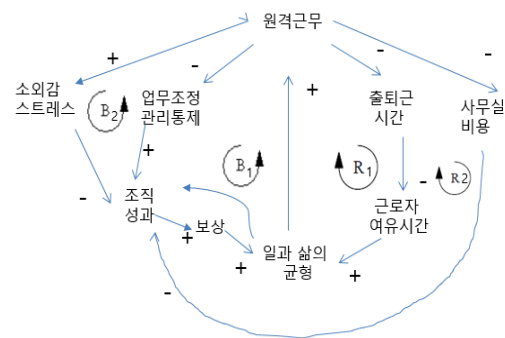 원격근무
+
-
-
-
소외감
스트레스
B2
업무조정
관리통제
+
출퇴근
시간
사무실
비용
+
B1
R1
R2
-
-
조직
성과
+
보상
근로자
여유시간
+
일과 삶의
균형
+
-